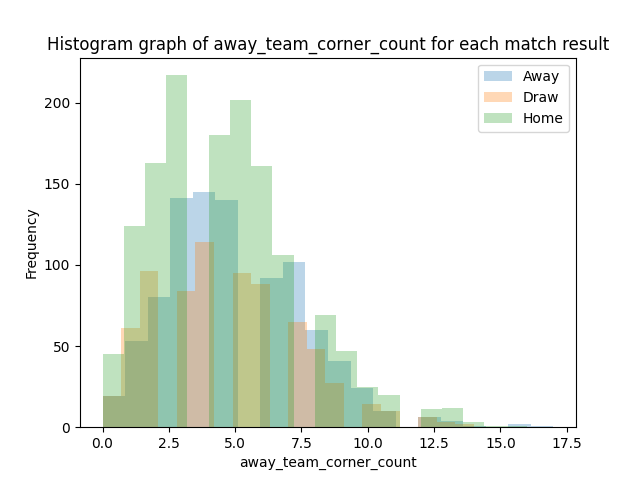 Histogram graph of away_team_corner_count for each match result
Away
Draw
Home
Frequency
200
150
100
50
0
0.0 2.5 5.0 7.5 10.0 12.5 15.0 17.5
away_team_corner_count